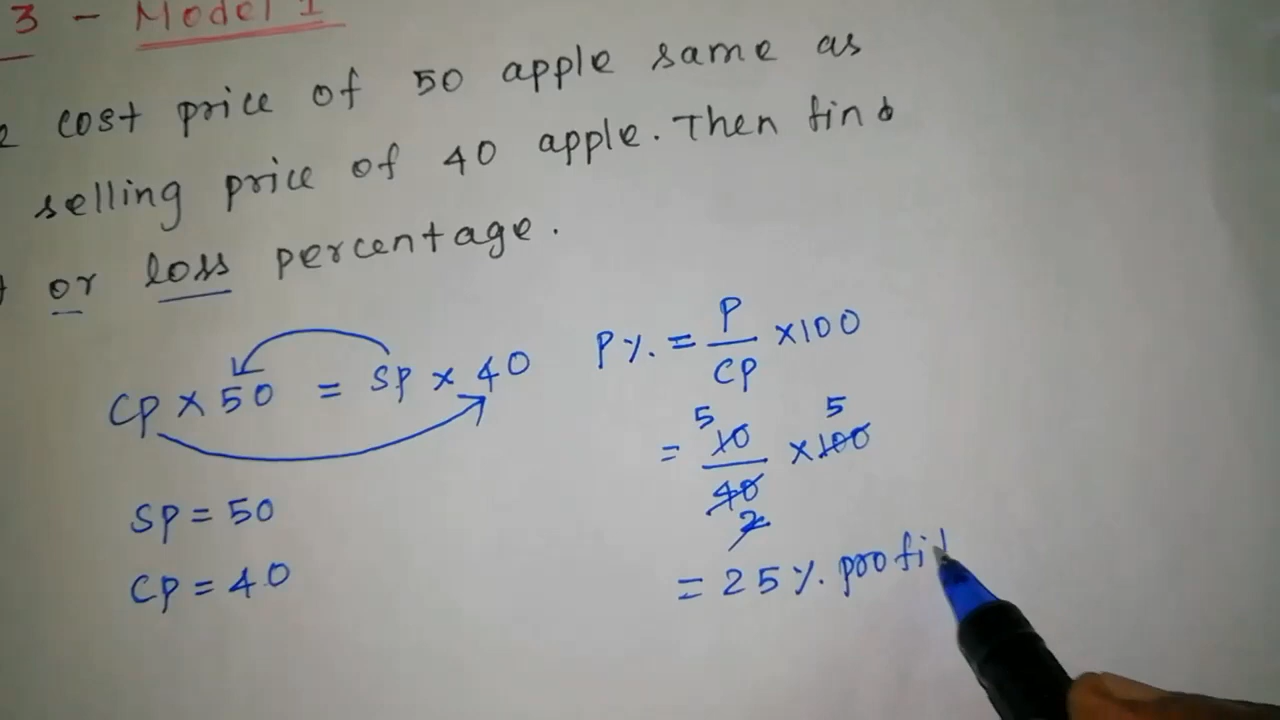 3 - Model 1
cost price of 50 apple same as
selling price of 40 apple. Then find
or loss percentage.
CP × 50 = SP × 40
SP = 50
CP = 40
P%. = P/CP ×100
= 5 10/40 2 ×100 5
= 25%. profit